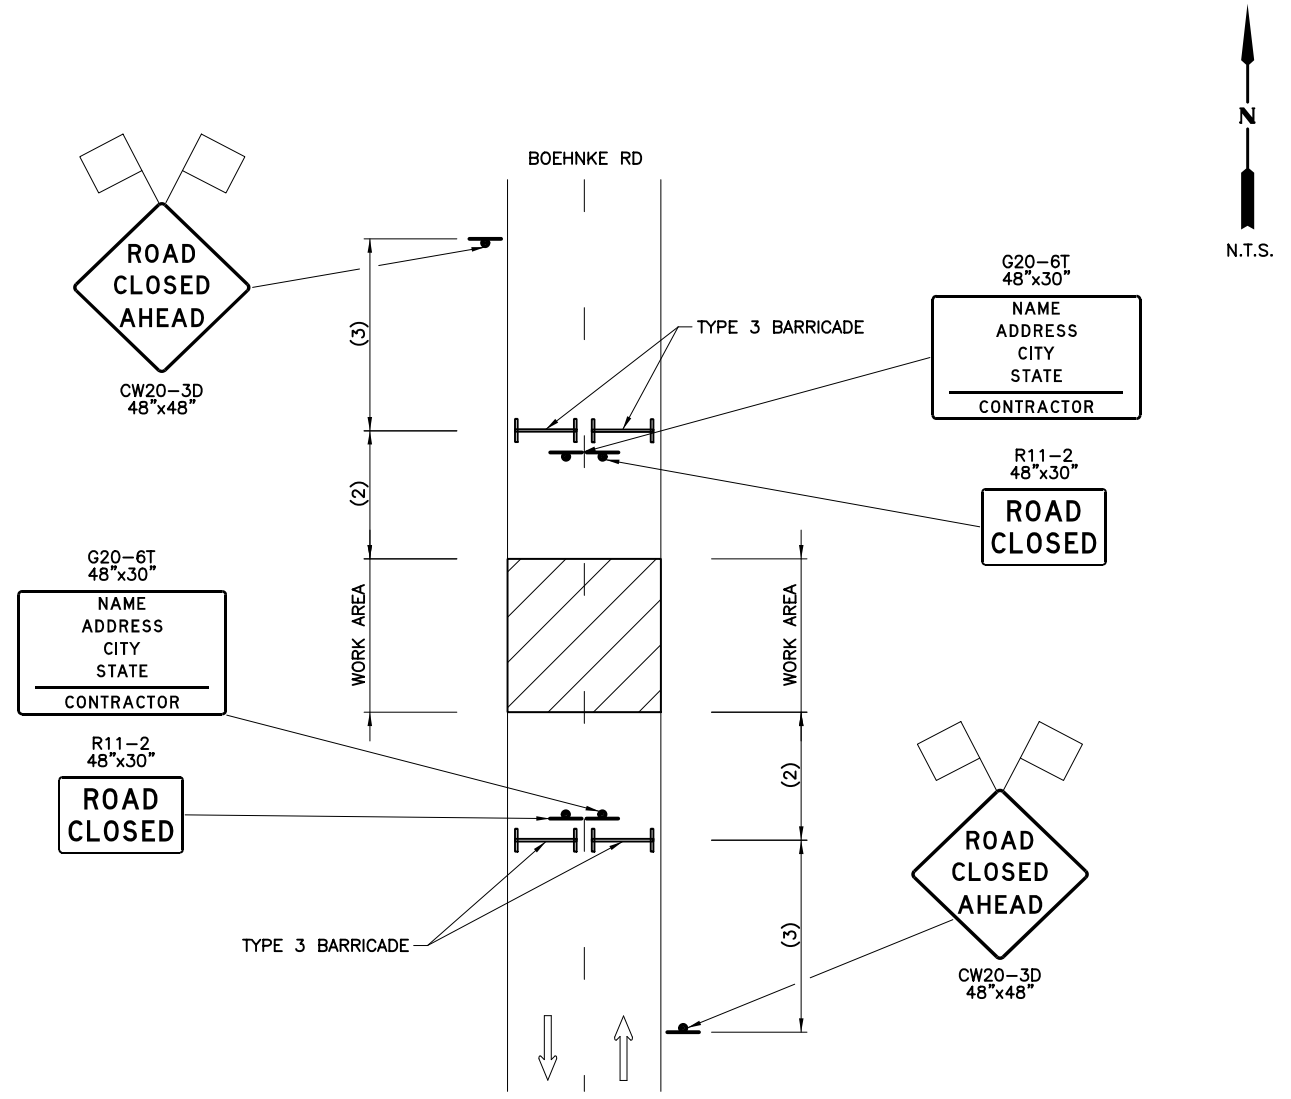 N
N.T.S.
BOEHNKE RD
ROAD
CLOSED
AHEAD
CW20-3D
48"x48"
(3)
TYPE 3 BARRICADE
G20-6T
48"x30"
NAME
ADDRESS
CITY
STATE
CONTRACTOR
R11-2
48"x30"
ROAD
CLOSED
(2)
G20-6T
48"x30"
NAME
ADDRESS
CITY
STATE
CONTRACTOR
WORK AREA
WORK AREA
R11-2
48"x30"
ROAD
CLOSED
(2)
TYPE 3 BARRICADE
(3)
ROAD
CLOSED
AHEAD
CW20-3D
48"x48"